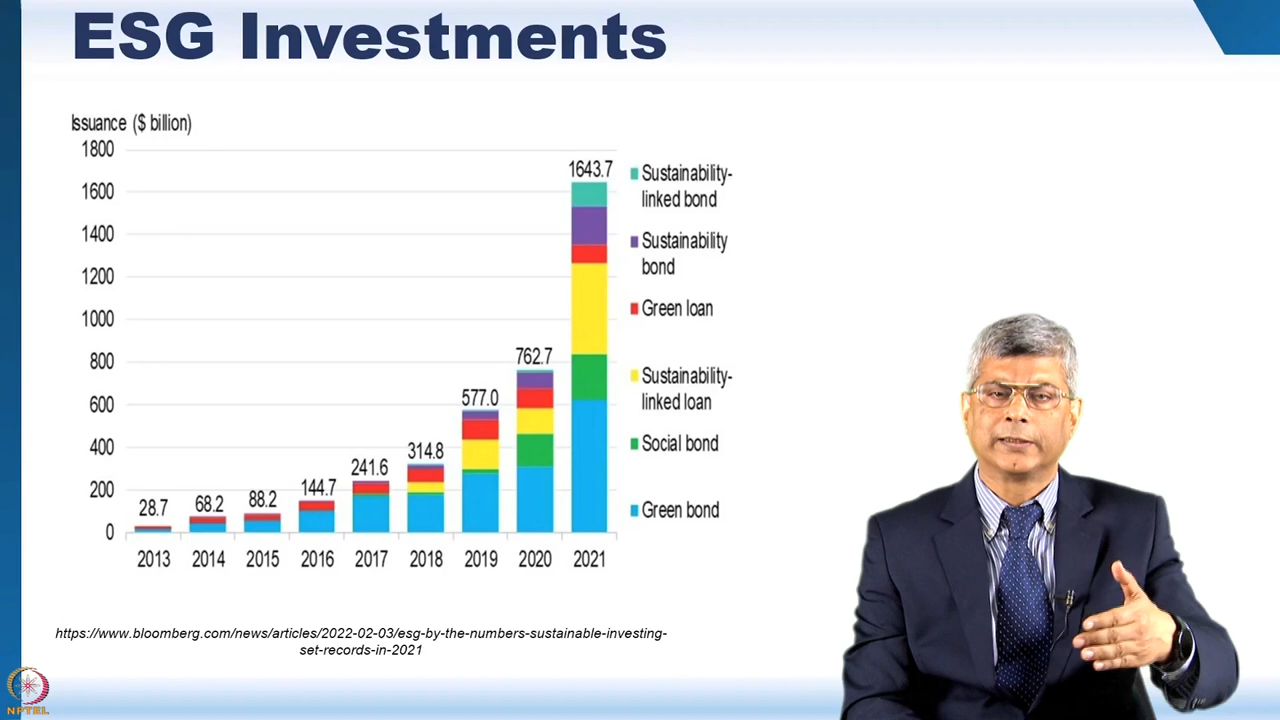 ESG Investments
Issuance ($ billion)
1800
1600
1400
1200
1000
800
600
400
200
0
28.7
68.2
88.2
144.7
241.6
314.8
577.0
762.7
1643.7
2013
2014
2015
2016
2017
2018
2019
2020
2021
Sustainability-
linked bond
Sustainability
bond
Green loan
Sustainability-
linked loan
Social bond
Green bond
https://www.bloomberg.com/news/articles/2022-02-03/esg-by-the-numbers-sustainable-investing-
set-records-in-2021
NPTEL